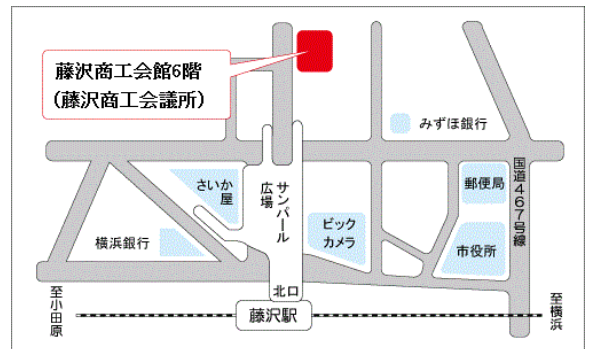 藤沢商工会館6階
(藤沢商工会議所)
みずほ銀行
国道467号線
さいか
屋
サンパール
広場
郵便局
ビック
カメラ
横浜銀行
市役所
北口
至小田原
藤沢駅
至横浜